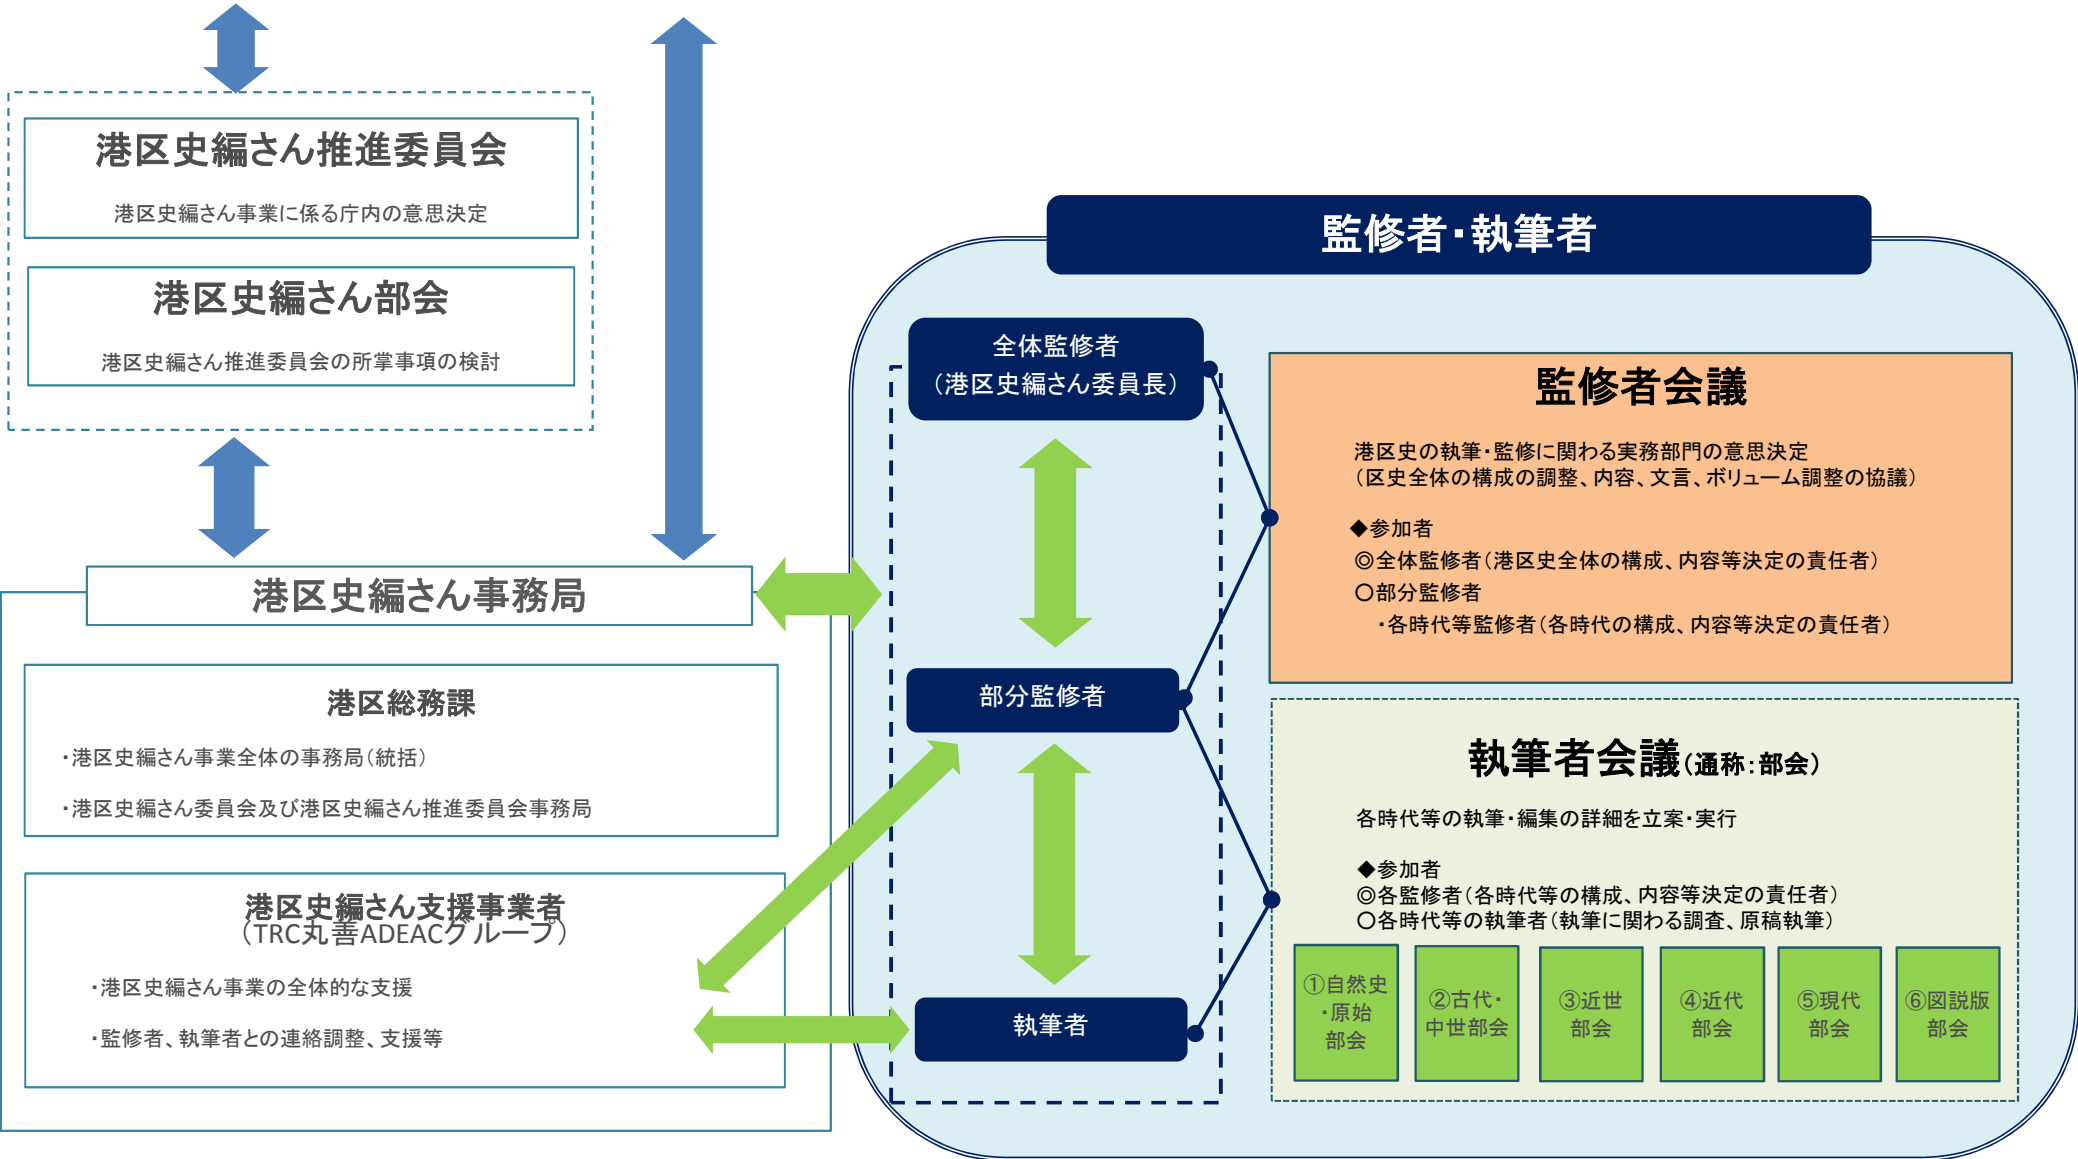 港区史編さん推進委員会
港区史編さん事業に係る庁内の意思決定
港区史編さん部会
港区史編さん推進委員会の所掌事項の検討
港区史編さん事務局
港区総務課
・港区史編さん事業全体の事務局（統括）
・港区史編さん委員会及び港区史編さん推進委員会事務局
港区史編さん支援事業者
（TRC丸善ADEACグループ）
・港区史編さん事業の全体的な支援
・監修者、執筆者との連絡調整、支援等
監修者・執筆者
全体監修者
（港区史編さん委員長）
部分監修者
執筆者
監修者会議
港区史の執筆・監修に関わる実務部門の意思決定
（区史全体の構成の調整、内容、文言、ボリューム調整の協議）
◆参加者
◎全体監修者（港区史全体の構成、内容等決定の責任者）
○部分監修者
・各時代等監修者（各時代の構成、内容等決定の責任者）
執筆者会議（通称：部会）
各時代等の執筆・編集の詳細を立案・実行
◆参加者
◎各監修者（各時代等の構成、内容等決定の責任者）
○各時代等の執筆者（執筆に関わる調査、原稿執筆）
①自然史
・原始
部会
②古代・
中世部会
③近世
部会
④近代
部会
⑤現代
部会
⑥図説版
部会